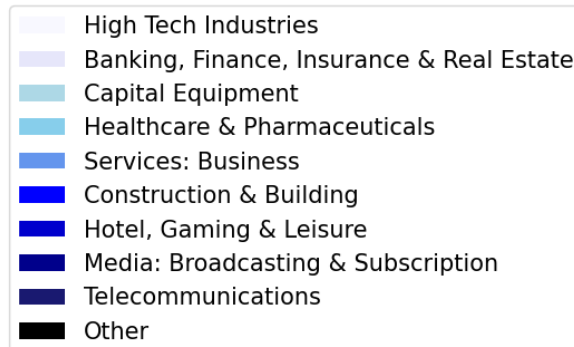 High Tech Industries
Banking, Finance, Insurance & Real Estate
Capital Equipment
Healthcare & Pharmaceuticals
Services: Business
Construction & Building
Hotel, Gaming & Leisure
Media: Broadcasting & Subscription
Telecommunications
Other